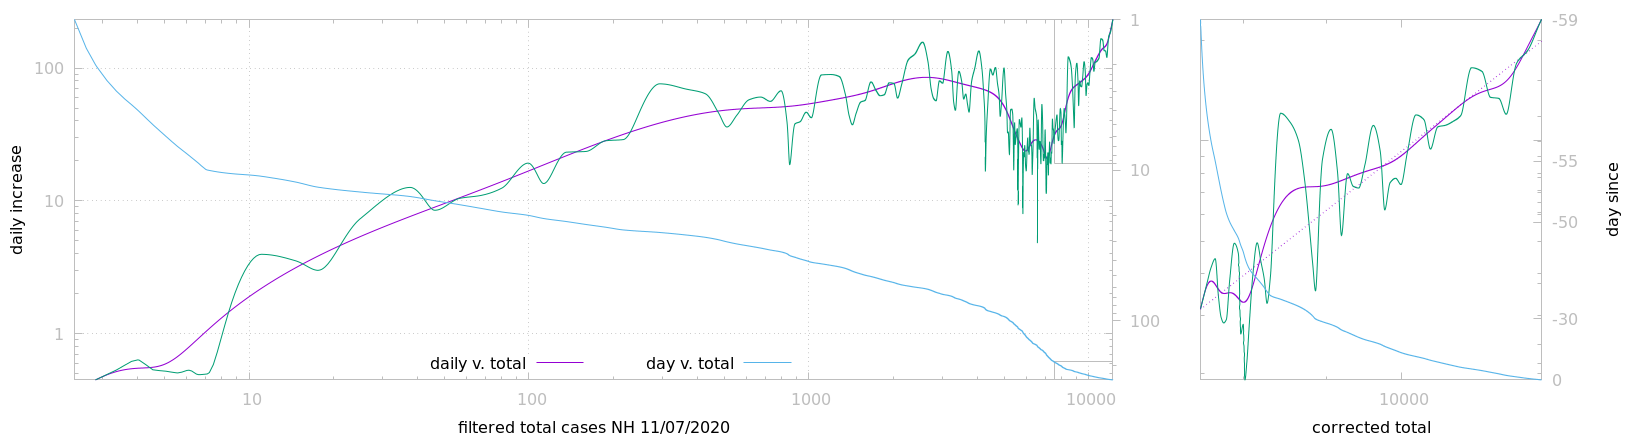 100
10
1
daily increase
10
100
1000
10000
filtered total cases NH 11/07/2020
daily v. total
day v. total
1
10
100
10000
corrected total
-59
-55
-50
-30
0
day since